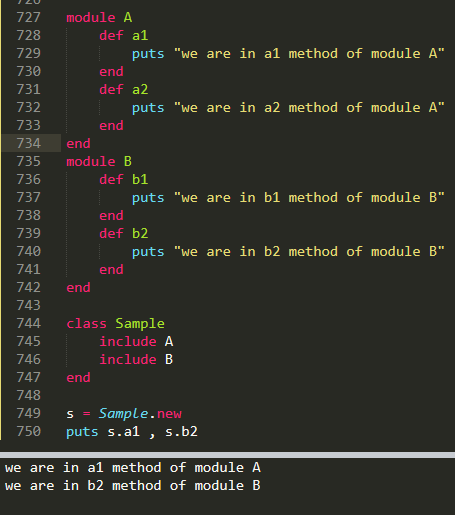 727 module A
728     def a1
729         puts "we are in a1 method of module A"
730     end
731     def a2
732         puts "we are in a2 method of module A"
733     end
734 end
735 module B
736     def b1
737         puts "we are in b1 method of module B"
738     end
739     def b2
740         puts "we are in b2 method of module B"
741     end
742 end
743
744 class Sample
745     include A
746     include B
747 end
748
749 s = Sample.new
750 puts s.a1 , s.b2
we are in a1 method of module A
we are in b2 method of module B